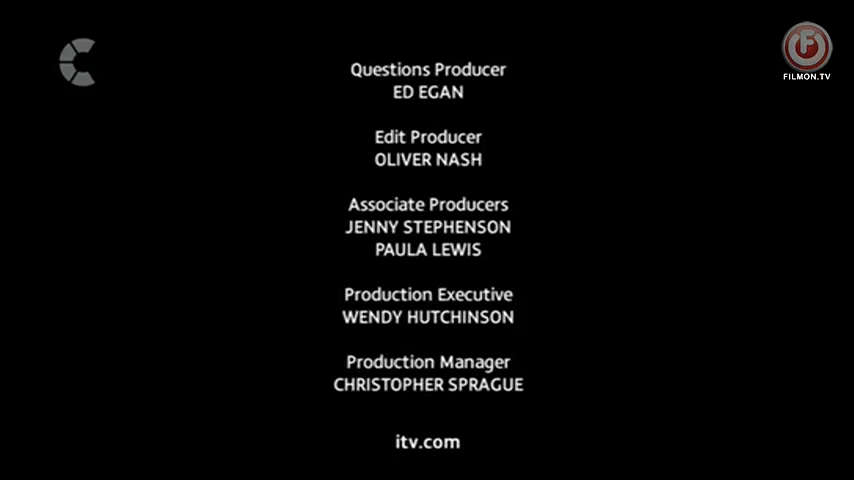 Questions Producer
ED EGAN
Edit Producer
OLIVER NASH
Associate Producers
JENNY STEPHENSON
PAULA LEWIS
Production Executive
WENDY HUTCHINSON
Production Manager
CHRISTOPHER SPRAGUE
itv.com
F
FILMON.TV